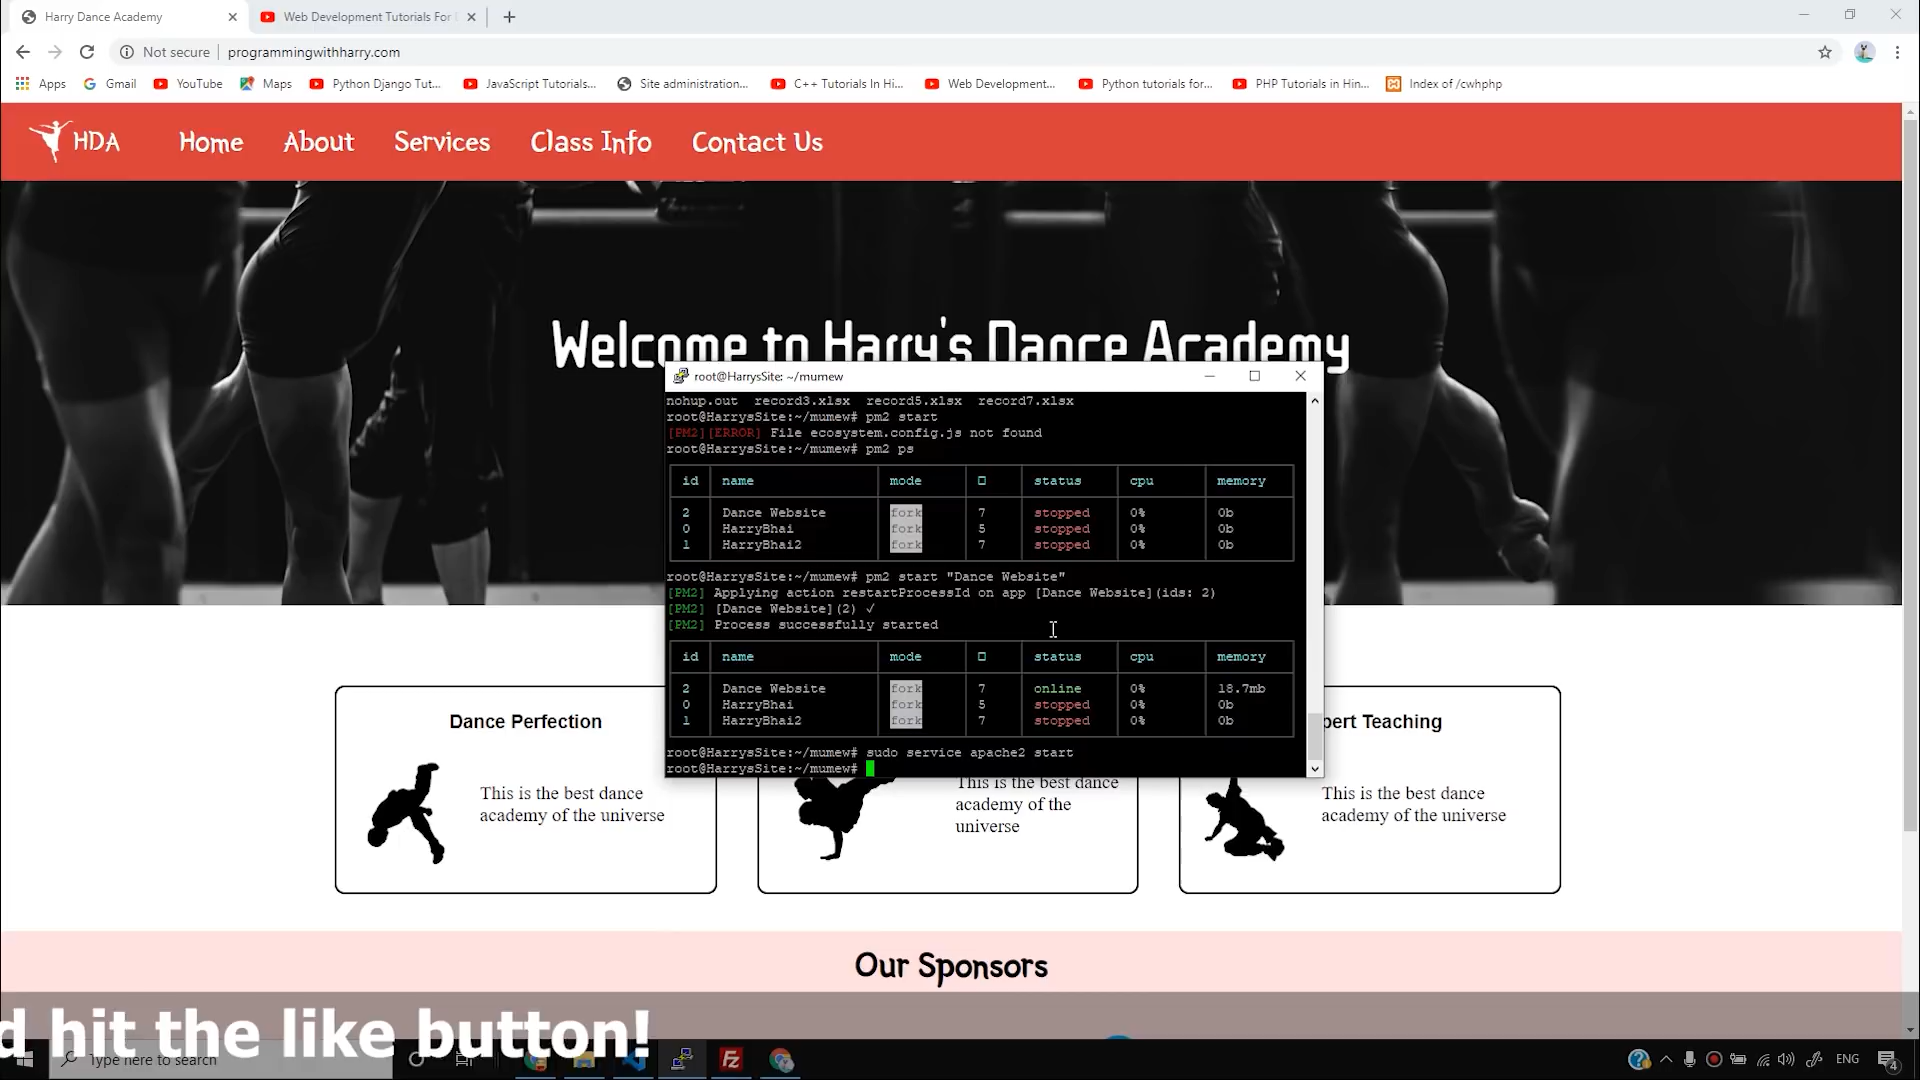 Harry Dance Academy
Web Development Tutorials For
Not secure programmingwithharry.com
Apps Gmail YouTube Maps Python Django Tut... JavaScript Tutorials... Site administration... C++ Tutorials In Hi... Web Development... Python tutorials for... PHP Tutorials in Hin... Index of /cwhphp
HDA Home About Services Class Info Contact Us
Welcome to Harry's Dance Academy
root@HarrysSite: ~/mumew
nohup.out record3.xlsx record5.xlsx record7.xlsx
root@HarrysSite:~/mumew# pm2 start
[PM2][ERROR] File ecosystem.config.js not found
root@HarrysSite:~/mumew# pm2 ps
id name mode status cpu memory
2 Dance Website fork 7 stopped 0% 0b
0 HarryBhai fork 5 stopped 0% 0b
1 HarryBhai2 fork 7 stopped 0% 0b
root@HarrysSite:~/mumew# pm2 start "Dance Website"
[PM2] Applying action restartProcessId on app [Dance Website](ids: 2)
[PM2] [Dance Website](2) ✓
[PM2] Process successfully started
id name mode status cpu memory
2 Dance Website fork 7 online 0% 18.7mb
0 HarryBhai fork 5 stopped 0% 0b
1 HarryBhai2 fork 7 stopped 0% 0b
root@HarrysSite:~/mumew# sudo service apache2 start
root@HarrysSite:~/mumew#
Dance Perfection
This is the best dance
academy of the universe
This is the best dance
academy of the
universe
pert Teaching
This is the best dance
academy of the universe
Our Sponsors
d hit the like button!
Type here to search
ENG
4